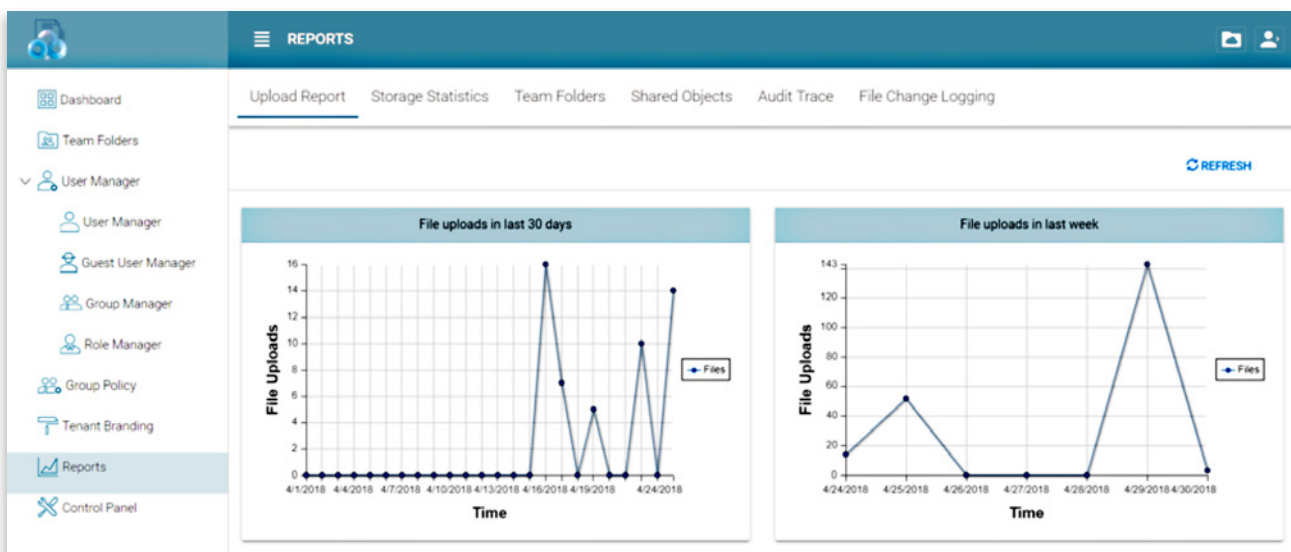 REPORTS
Dashboard
Team Folders
User Manager
User Manager
Guest User Manager
Group Manager
Role Manager
Group Policy
Tenant Branding
Reports
Control Panel
Upload Report Storage Statistics Team Folders Shared Objects Audit Trace File Change Logging
REFRESH
File uploads in last 30 days
16
14
12
10
8
6
4
2
0
File Uploads
4/1/2018 4/4/2018 4/7/2018 4/10/2018 4/13/2018 4/16/2018 4/19/2018 4/24/2018
Time
Files
File uploads in last week
143
120
100
80
60
40
20
0
File Uploads
4/24/2018 4/25/2018 4/26/2018 4/27/2018 4/28/2018 4/29/2018 4/30/2018
Time
Files